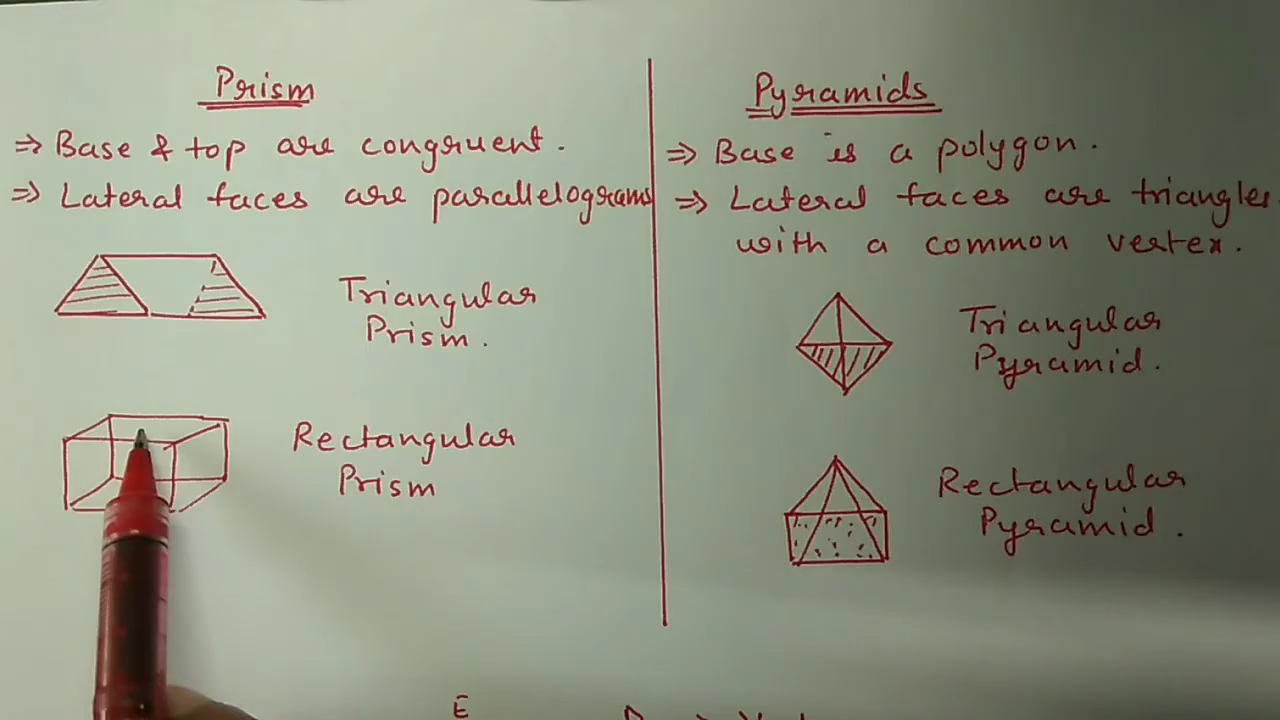 Prism
⇒ Base & top are congruent.
⇒ Lateral faces are parallelograms
Triangular
Prism.
Rectangular
Prism
Pyramids
⇒ Base is a polygon.
⇒ Lateral faces are triangles
with a common vertex.
Triangular
Pyramid.
Rectangular
Pyramid.
E